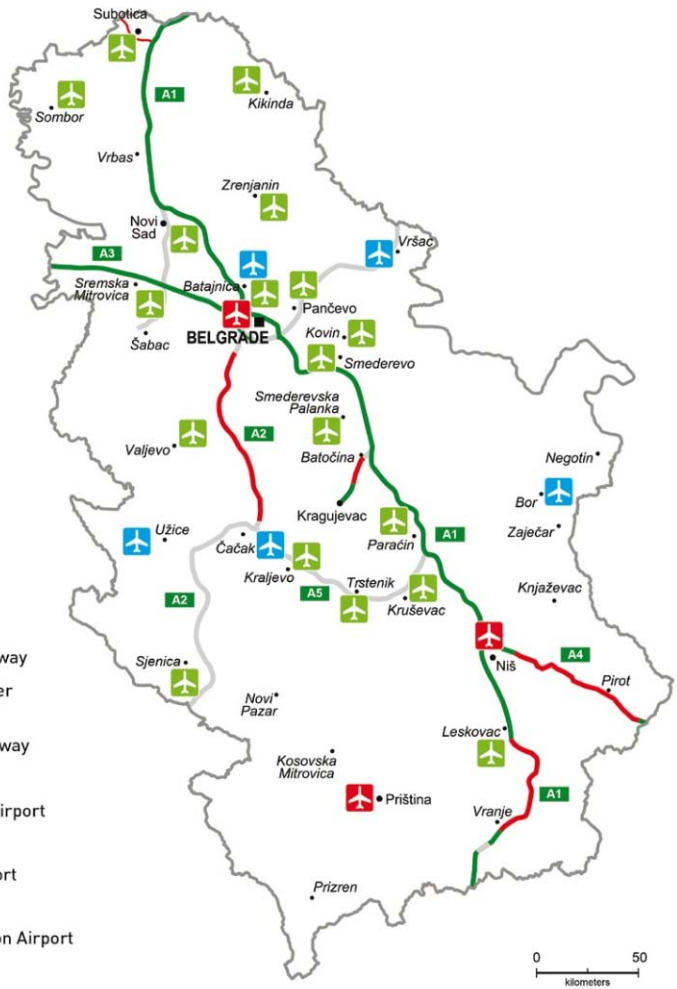 Subotica
A1
Sombor
Kikinda
Vrbas
Zrenjanin
Novi
Sad
Vršac
A3
Sremska
Mitrovica
Batajnica
Pančevo
BELGRADE
Kovin
Šabac
Smederevo
Smederevska
Palanka
A2
Valjevo
Batočina
Negotin
Bor
Kragujevac
Zaječar
Užice
Čačak
Paraćin
A1
Kraljevo
Trstenik
A2
A5
Kruševac
Knjaževac
Sjenica
Niš
A4
Pirot
Novi
Pazar
Leskovac
Kosovska
Mitrovica
Priština
A1
Vranje
Prizren
way
er
way
irport
rt
on Airport
0 50
kilometers